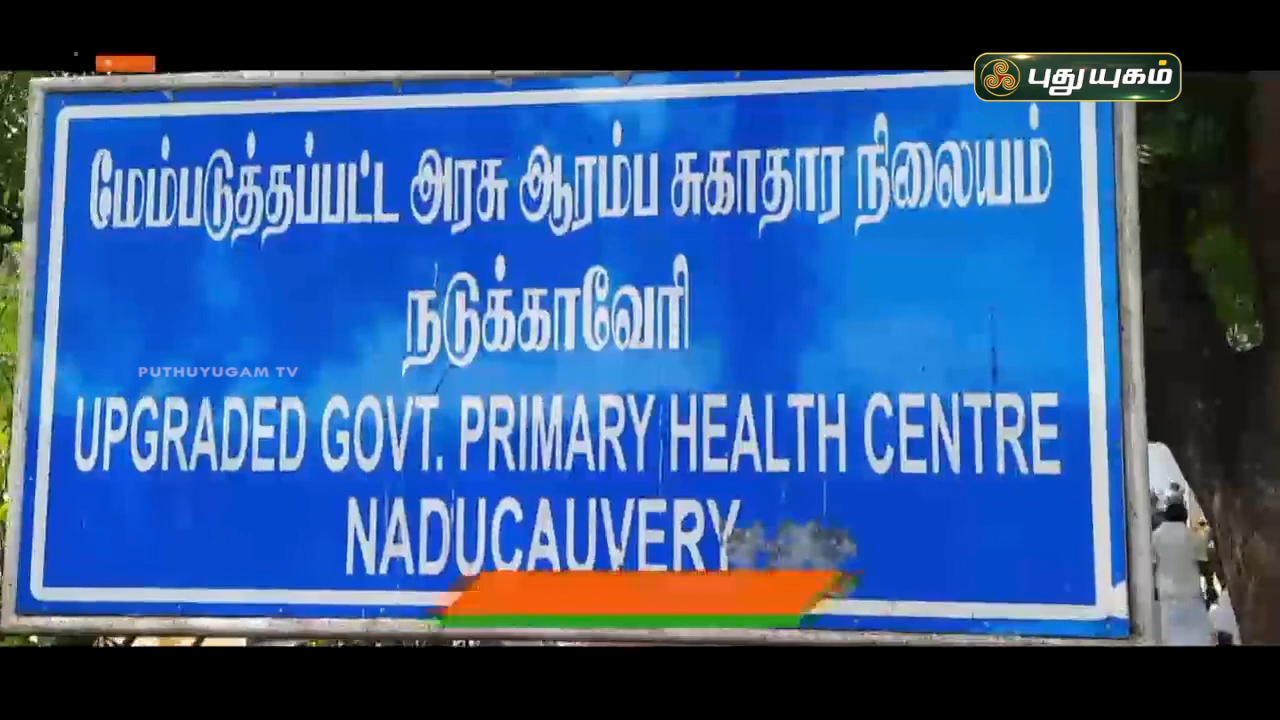 புதுயுகம்
மேம்படுத்தப்பட்ட அரசு ஆரம்ப சுகாதார நிலையம்
நடுக்காவேரி
PUTHUYUGAM TV
UPGRADED GOVT. PRIMARY HEALTH CENTRE
NADUCAUVERY